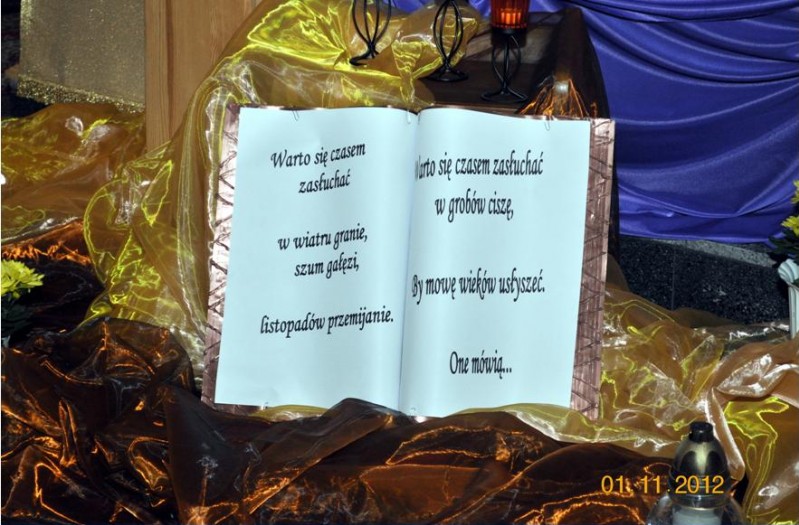 Warto się czasem
zasłuchać
w wiatru granie,
szum gałęzi,
listopadów przemijanie.
Warto się czasem zasłuchać
w grobów ciszę,
By mowę wieków usłyszeć.
One mówią...
01. 11. 2012